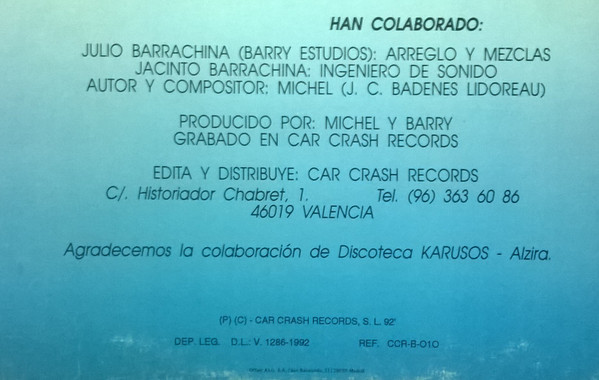 HAN COLABORADO:
JULIO BARRACHINA (BARRY ESTUDIOS): ARREGLO Y MEZCLAS
JACINTO BARRACHINA: INGENIERO DE SONIDO
AUTOR Y COMPOSITOR: MICHEL (J. C. BADENES LIDOREAU)
PRODUCIDO POR: MICHEL Y BARRY
GRABADO EN CAR CRASH RECORDS
EDITA Y DISTRIBUYE: CAR CRASH RECORDS
C/. Historiador Chabret, 1. Tel. (96) 363 60 86
46019 VALENCIA
Agradecemos la colaboración de Discoteca KARUSOS - Alzira.
(P) (C) - CAR CRASH RECORDS, S. L. 92'
DEP. LEG. D.L.: V. 1286-1992 REF. CCR-B-010